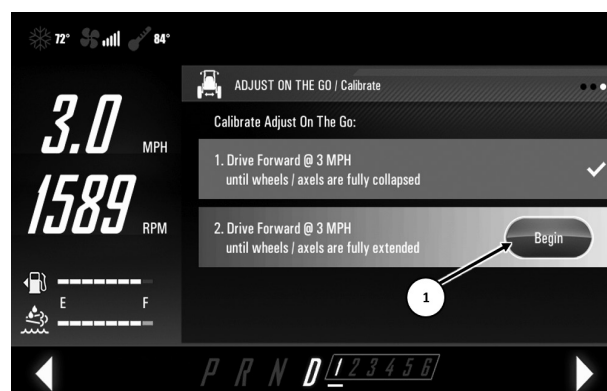 72° 84°
ADJUST ON THE GO / Calibrate
3.0 MPH
Calibrate Adjust On The Go:
1. Drive Forward @ 3 MPH
until wheels / axels are fully collapsed
1589 RPM
2. Drive Forward @ 3 MPH
until wheels / axels are fully extended
Begin
1
E F
P R N D 1 2 3 4 5 6